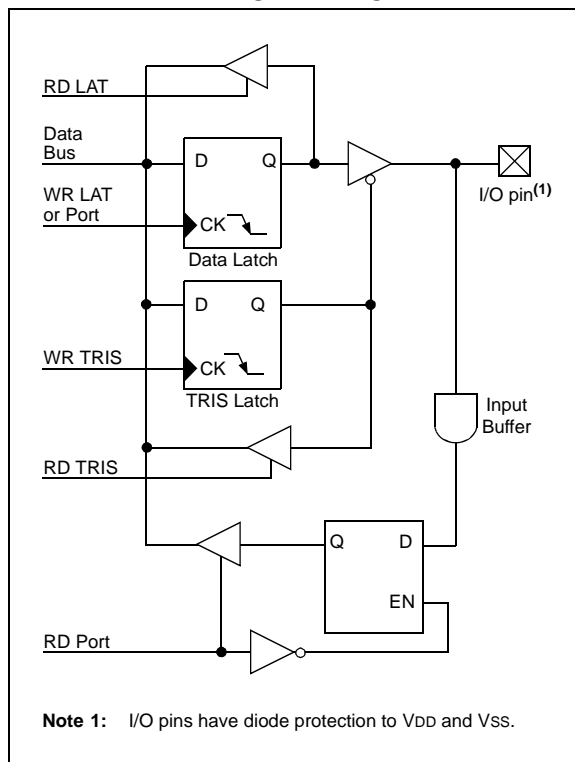 RD LAT
Data
Bus
D Q
WR LAT
or Port
CK
I/O pin(1)
Data Latch
D Q
WR TRIS
CK
TRIS Latch
Input
Buffer
RD TRIS
Q D
EN
RD Port
Note 1: I/O pins have diode protection to VDD and VSS.